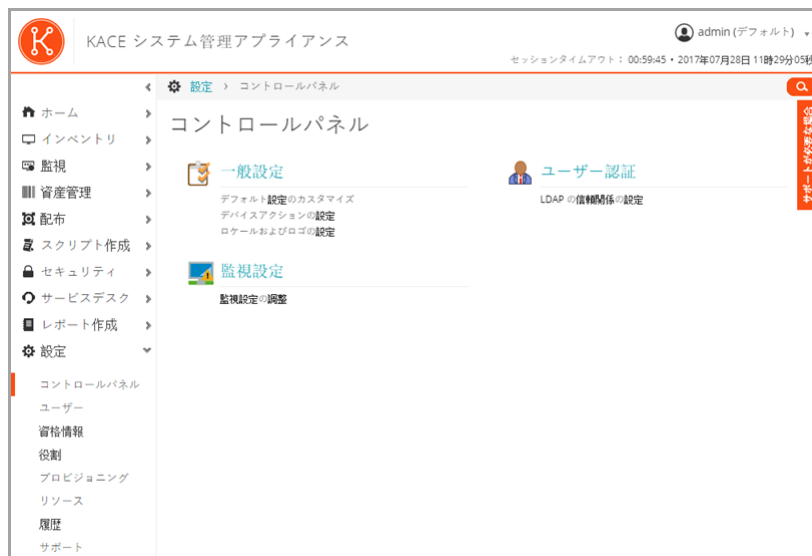 KACE システム管理アプライアンス
admin (デフォルト)
セッションタイムアウト: 00:59:45 • 2017年07月28日 11時29分05秒
設定 › コントロールパネル
コントロールパネル
ホーム
インベントリ
監視
資産管理
配布
スクリプト作成
セキュリティ
サービスデスク
レポート作成
設定
コントロールパネル
ユーザー
資格情報
役割
プロビジョニング
リソース
履歴
サポート
一般設定
デフォルト設定のカスタマイズ
デバイスアクションの設定
ロケールおよびロゴの設定
ユーザー認証
LDAP の信頼関係の設定
監視設定
監視設定の調整
サポートが必要な場合